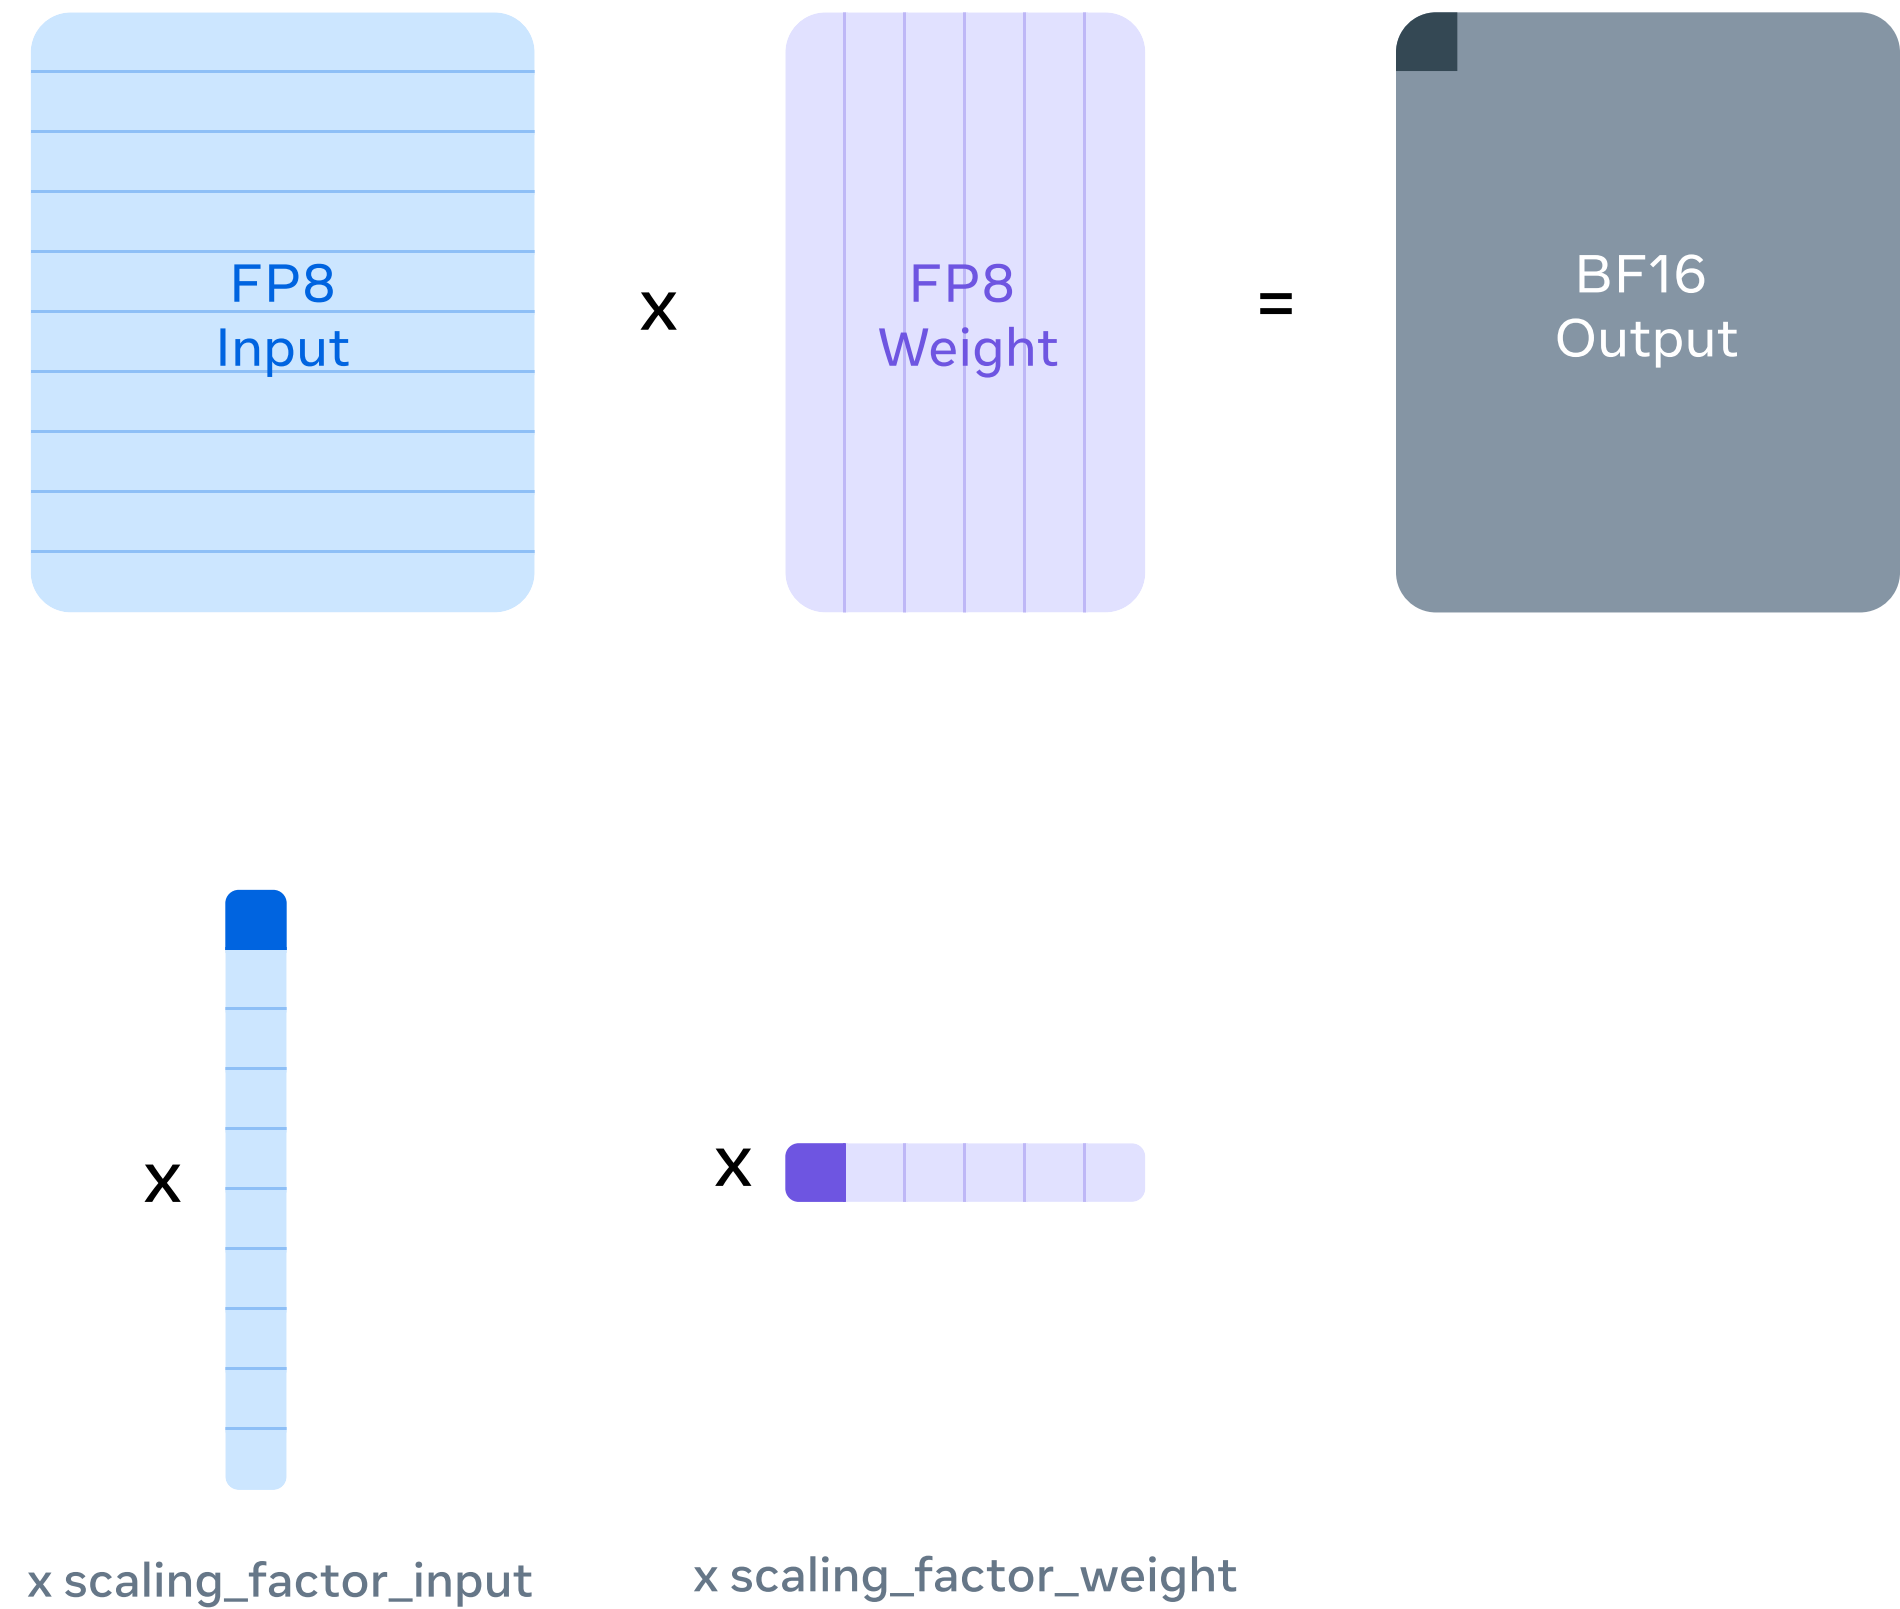 FP8
Input
x
FP8
Weight
=
BF16
Output
x
x
x scaling_factor_input
x scaling_factor_weight